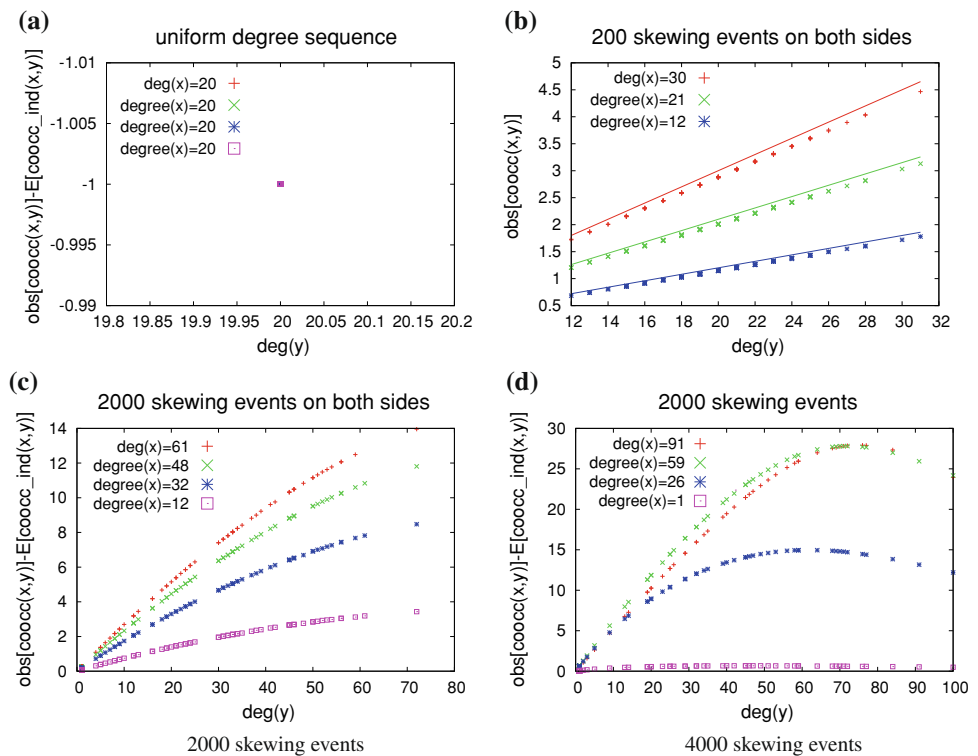 (a)
uniform degree sequence
obs[coocc(x,y)]-E[coocc_ind(x,y)]
-1.01
-1.005
-1
-0.995
-0.99
deg(x)=20
degree(x)=20
degree(x)=20
degree(x)=20
19.8 19.85 19.9 19.95 20 20.05 20.1 20.15 20.2
deg(y)
(b)
200 skewing events on both sides
obs[coocc(x,y)]
5
4.5
4
3.5
3
2.5
2
1.5
1
0.5
deg(x)=30
degree(x)=21
degree(x)=12
12 14 16 18 20 22 24 26 28 30 32
deg(y)
(c)
2000 skewing events on both sides
obs[coocc(x,y)]-E[coocc_ind(x,y)]
14
12
10
8
6
4
2
0
deg(x)=61
degree(x)=48
degree(x)=32
degree(x)=12
0 10 20 30 40 50 60 70 80
deg(y)
2000 skewing events
(d)
2000 skewing events
obs[coocc(x,y)]-E[coocc_ind(x,y)]
30
25
20
15
10
5
0
deg(x)=91
degree(x)=59
degree(x)=26
degree(x)=1
0 10 20 30 40 50 60 70 80 90 100
deg(y)
4000 skewing events